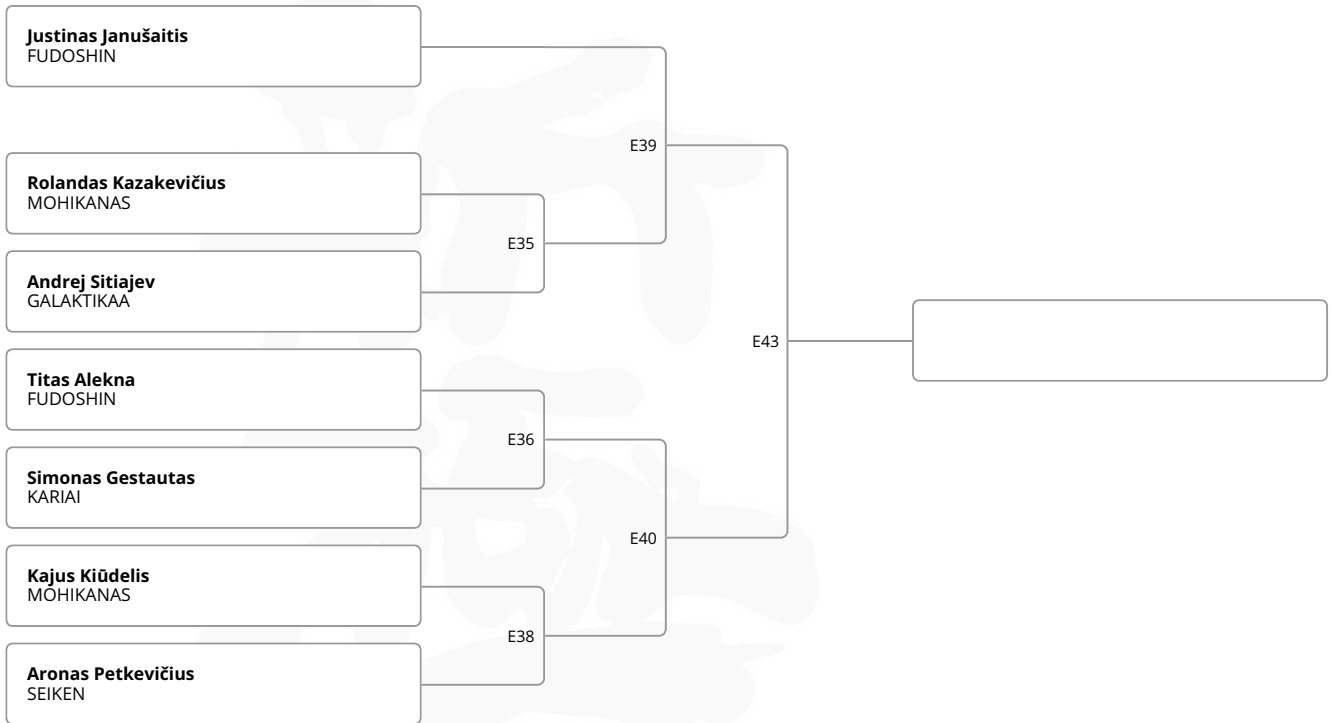 Justinas Janušaitis
FUDOSHIN
E39
Rolandas Kazakevičius
MOHIKANAS
E35
Andrej Sitiajev
GALAKTIKAA
E43
Titas Alekna
FUDOSHIN
E36
Simonas Gestautas
KARIAI
E40
Kajus Kiūdelis
MOHIKANAS
E38
Aronas Petkevičius
SEIKEN